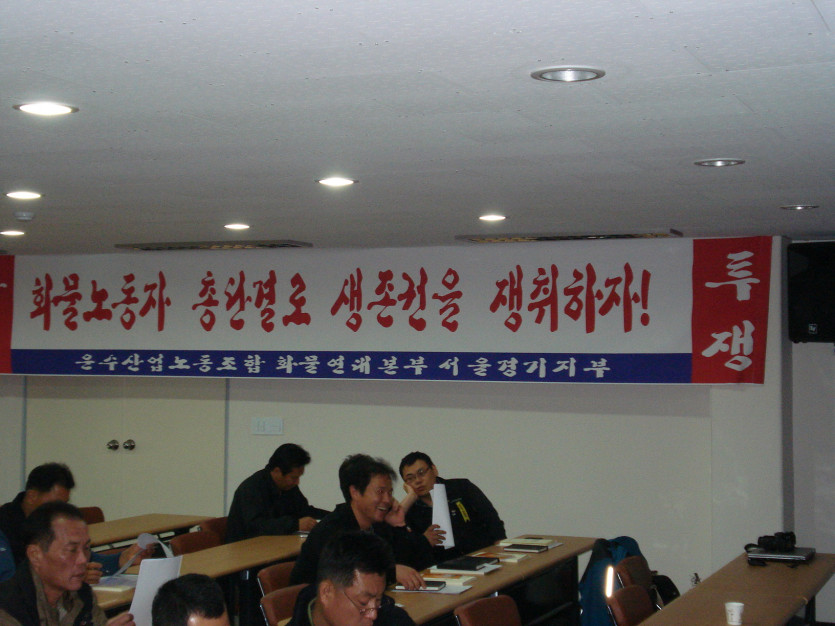 화물노동자 총단결로 생존권을 쟁취하자!
투쟁
운수산업노동조합 화물연대본부 서울경기지부